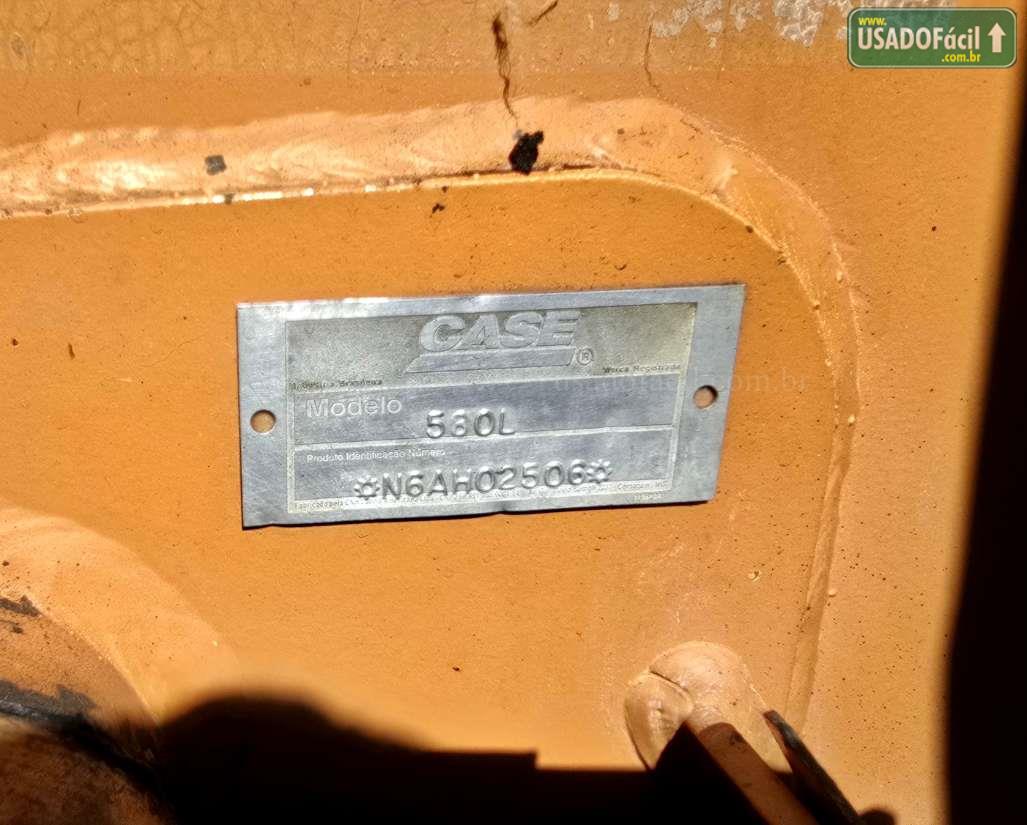 www.
USADOFácil
.com.br
CASE
®
Indústria Brasileira
Marca Registrada
Modelo
580L
Produto Identificação Número
✲N6AH02506✲